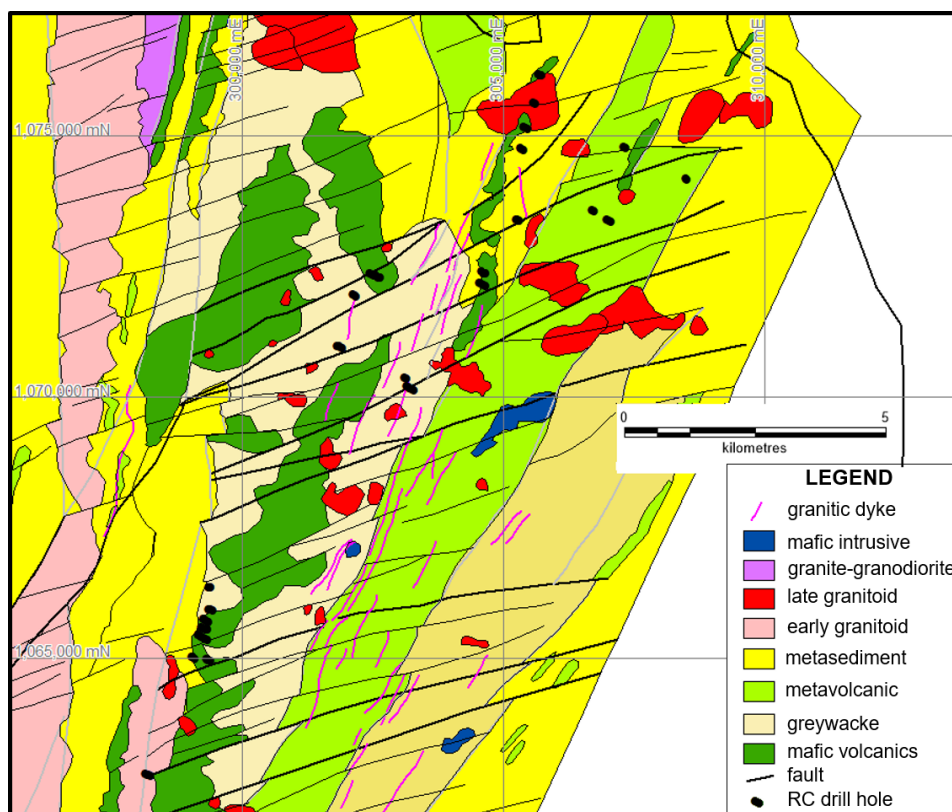 300,000 mE
305,000 mE
310,000 mE
1,075,000 mN
1,070,000 mN
0 5
kilometres
1,065,000 mN
LEGEND
granitic dyke
mafic intrusive
granite-granodiorite
late granitoid
early granitoid
metasediment
metavolcanic
greywacke
mafic volcanics
fault
RC drill hole